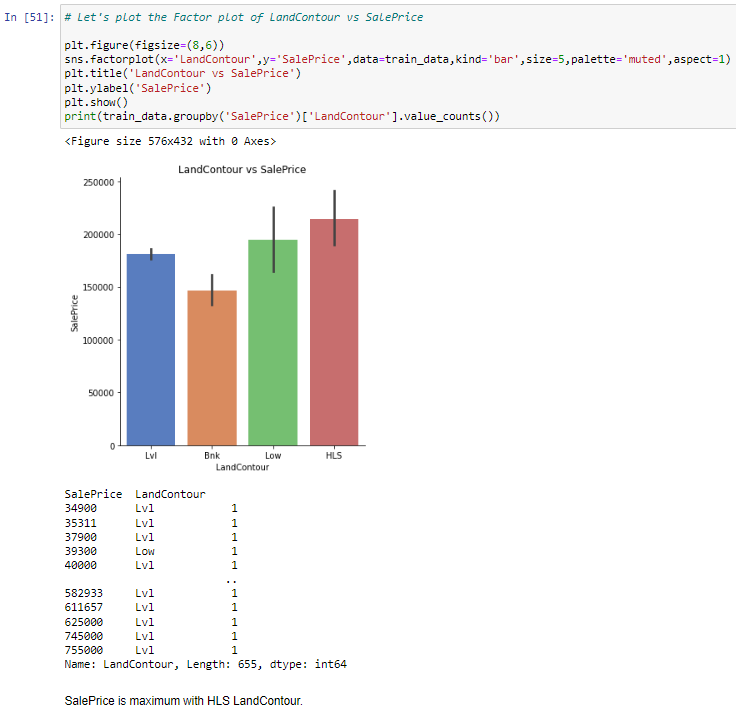 In [51]: # Let's plot the Factor plot of LandContour vs SalePrice
plt.figure(figsize=(8,6))
sns.factorplot(x='LandContour',y='SalePrice',data=train_data,kind='bar',size=5,palette='muted',aspect=1)
plt.title('LandContour vs SalePrice')
plt.ylabel('SalePrice')
plt.show()
print(train_data.groupby('SalePrice')['LandContour'].value_counts())
<Figure size 576x432 with 0 Axes>
LandContour vs SalePrice
250000
200000
150000
100000
50000
0
SalePrice
Lvl Bnk Low HLS
LandContour
SalePrice LandContour
34900 Lvl 1
35311 Lvl 1
37900 Lvl 1
39300 Low 1
40000 Lvl 1
..
582933 Lvl 1
611657 Lvl 1
625000 Lvl 1
745000 Lvl 1
755000 Lvl 1
Name: LandContour, Length: 655, dtype: int64
SalePrice is maximum with HLS LandContour.